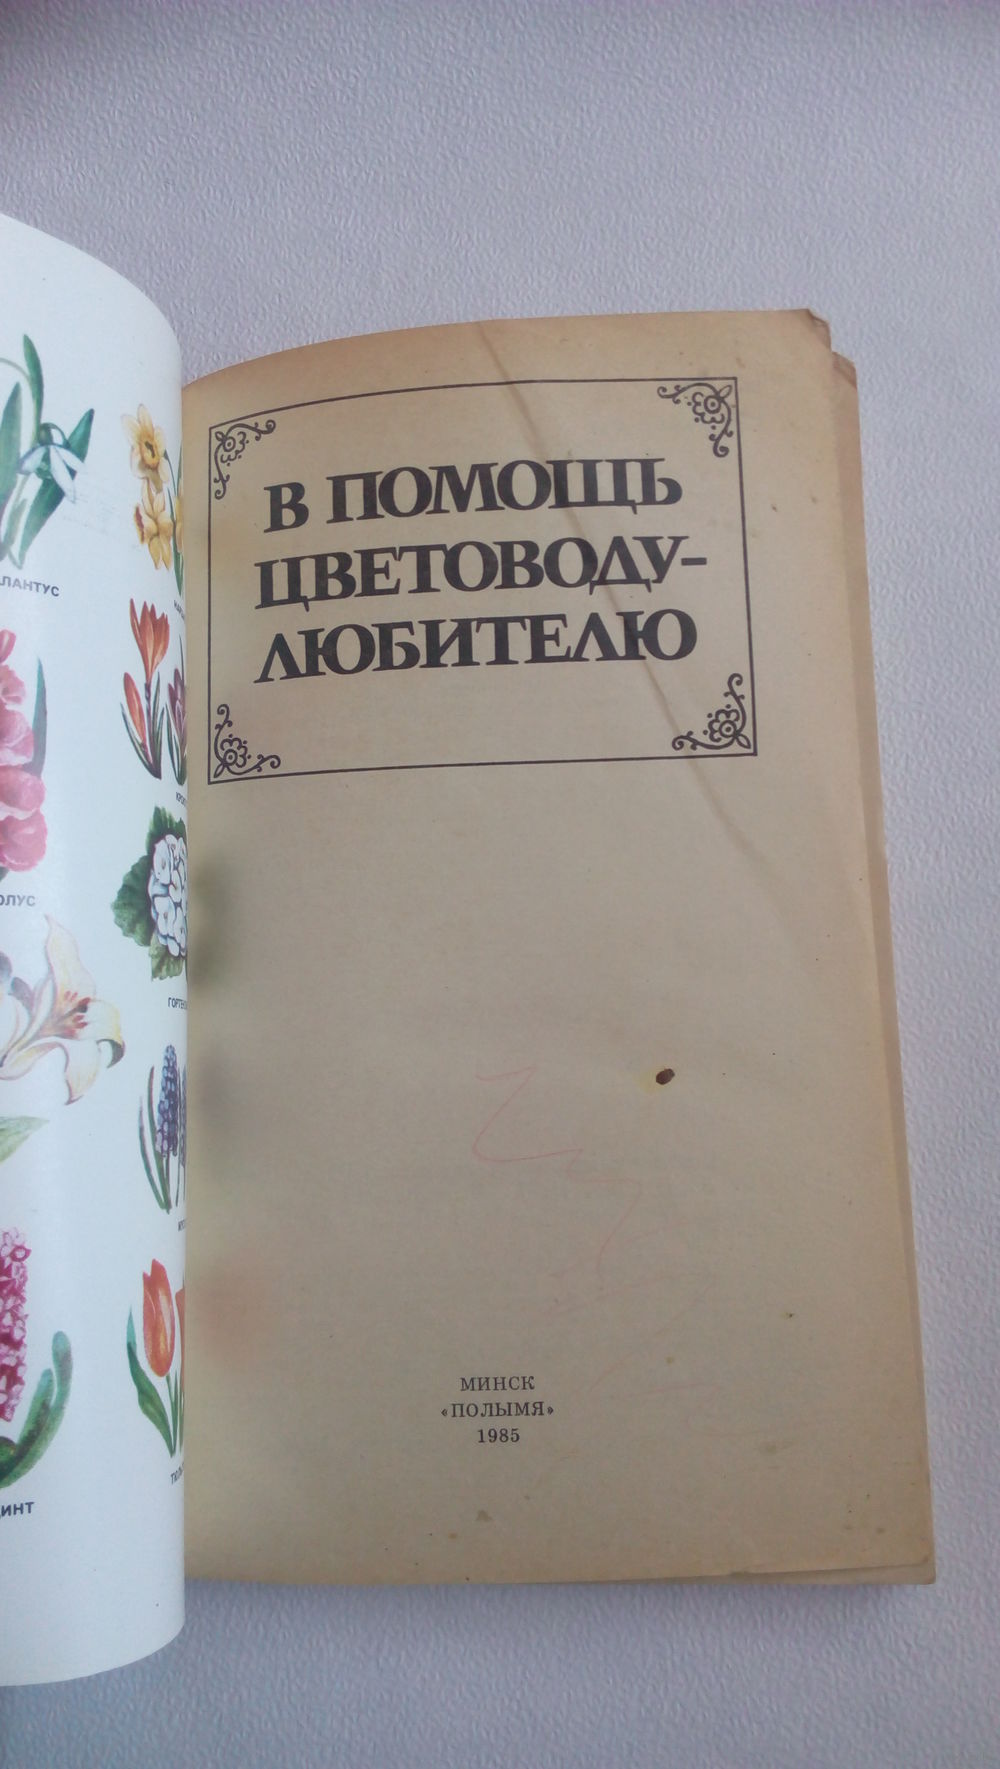 В ПОМОЩЬ
ЦВЕТОВОДУ-
ЛЮБИТЕЛЮ
МИНСК
«ПОЛЫМЯ»
1985